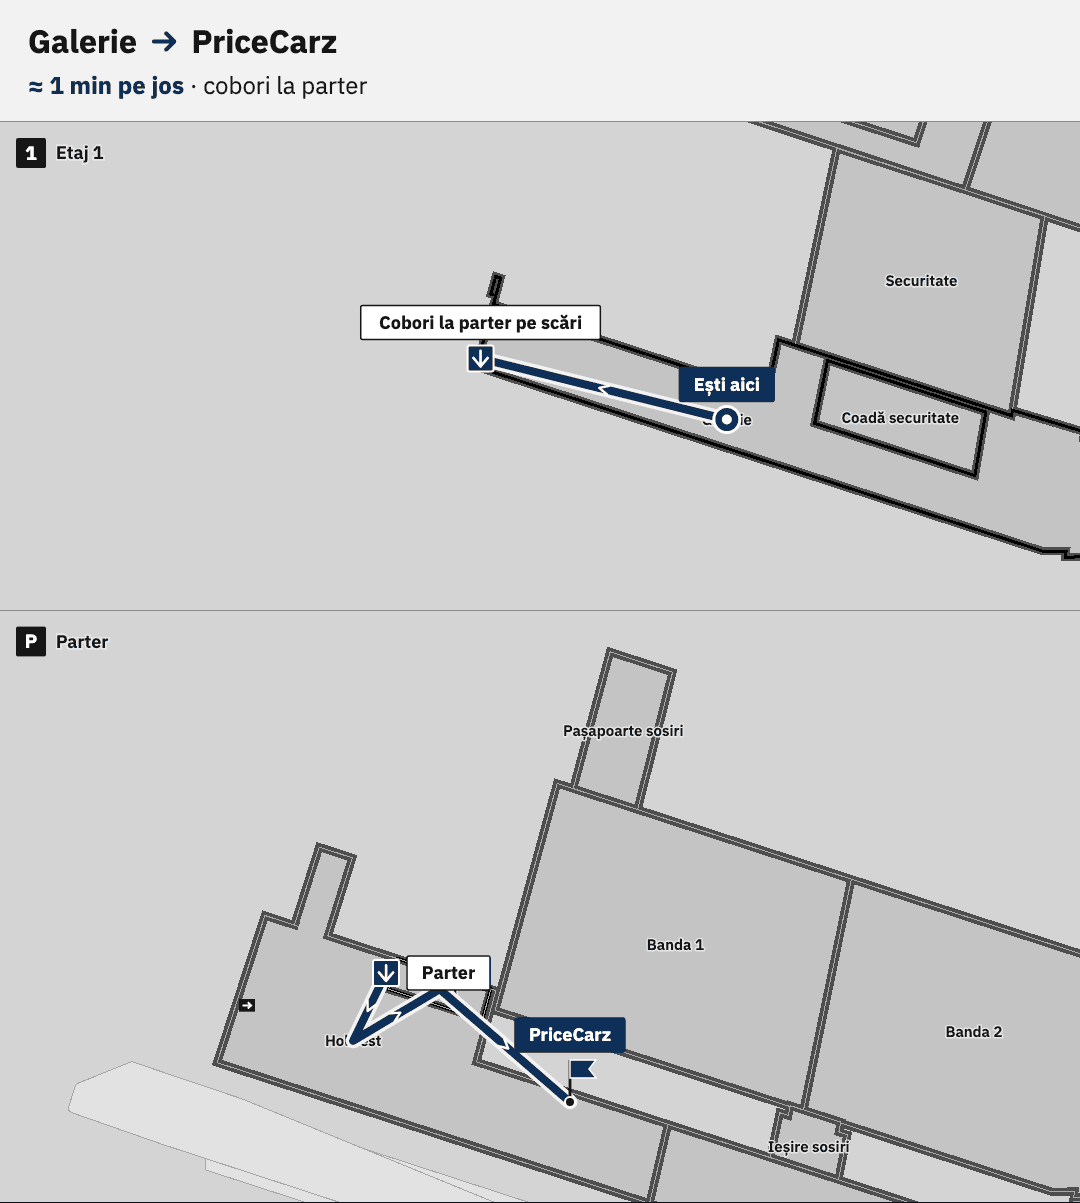 Galerie → PriceCarz
≈ 1 min pe jos · cobori la parter
1 Etaj 1
Securitate
Cobori la parter pe scări
Ești aici
Coadă securitate
P Parter
Pașapoarte sosiri
Banda 1
Parter
PriceCarz
Banda 2
Ieșire sosiri